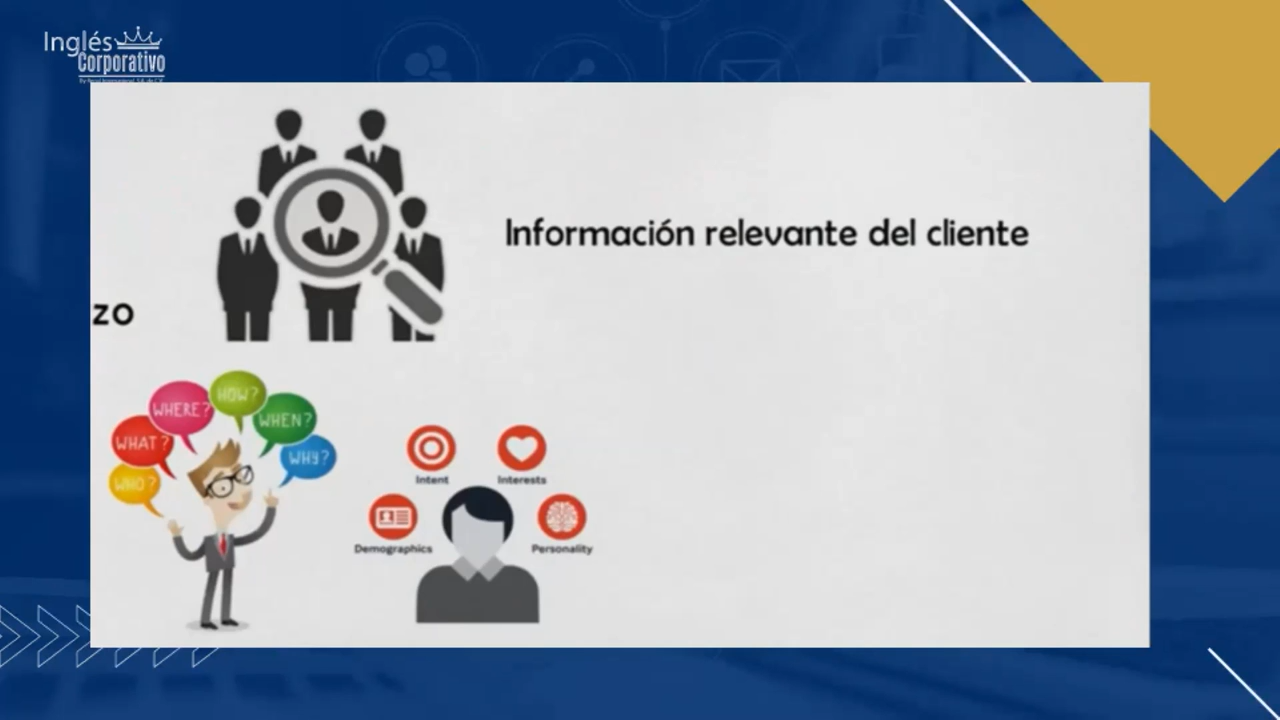 Inglés
Corporativo
Información relevante del cliente
zo
HOW?
WHERE?
WHEN?
WHAT?
WHY?
WHO?
Intent
Interests
Demographics
Personality